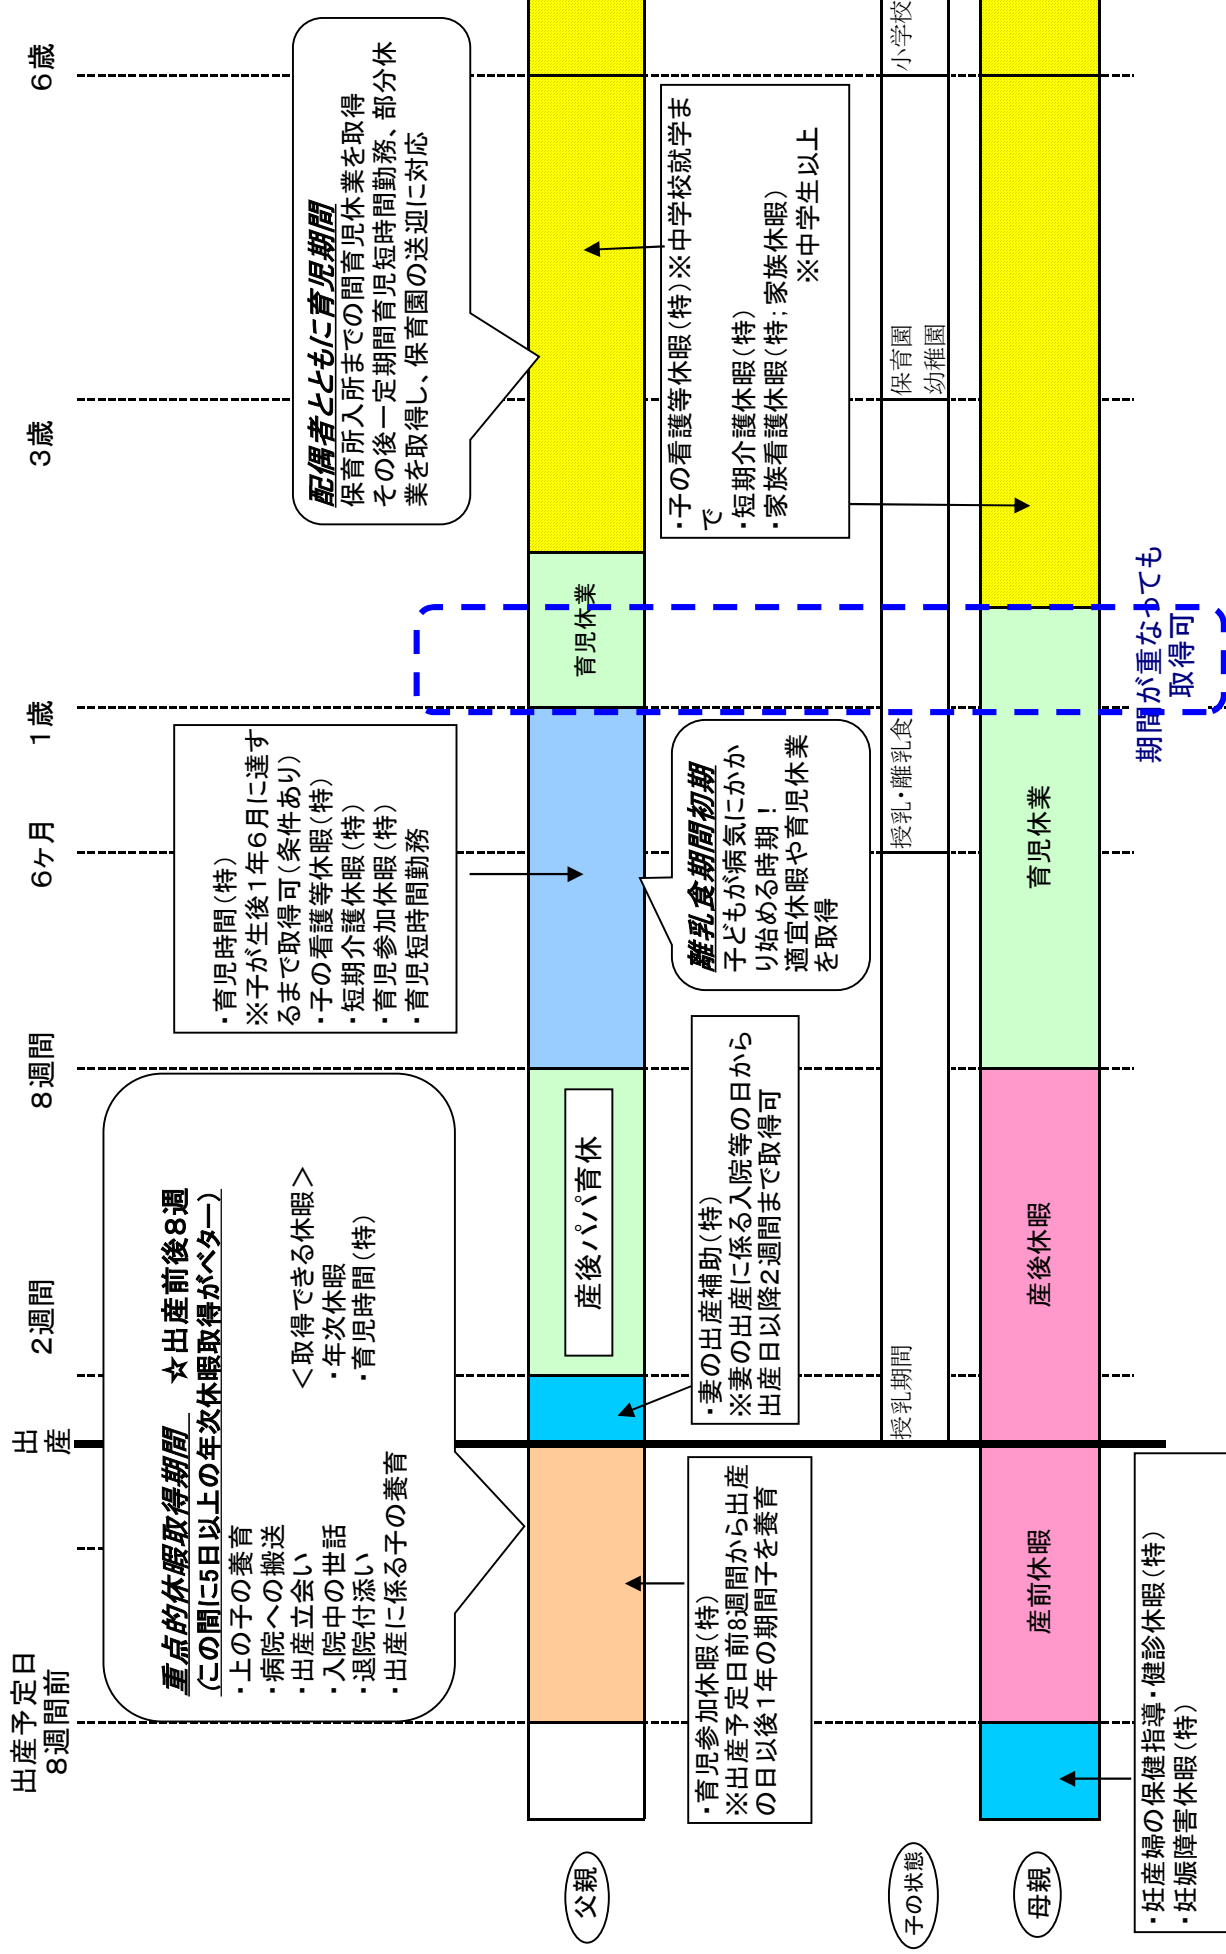 出産予定日
8週間前
出
産
2週間
8週間
6ヶ月
1歳
3歳
6歳
重点的休暇取得期間　☆出産前後8週
(この間に5日以上の年次休暇取得がベター)
・上の子の養育
・病院への搬送
・出産立会い
・入院中の世話
・退院付添い
・出産に係る子の養育
＜取得できる休暇＞
・年次休暇
・育児時間(特)
・育児時間(特)
※子が生後1年6月に達す
るまで取得可(条件あり)
・子の看護等休暇(特)
・短期介護休暇(特)
・育児参加休暇(特)
・育児短時間勤務
配偶者とともに育児期間
保育所入所までの間育児休業を取得
その後一定期間育児短時間勤務、部分休
業を取得し、保育園の送迎に対応
父親
産後パパ育休
育児休業
・育児参加休暇(特)
※出産予定日前8週間から出産
の日以後1年の期間子を養育
・妻の出産補助(特)
※妻の出産に係る入院等の日から
出産日以降2週間まで取得可
離乳食期間初期
子どもが病気にかか
り始める時期！
適宜休暇や育児休業
を取得
・子の看護等休暇(特)※中学校就学ま
で
・短期介護休暇(特)
・家族看護休暇(特;家族休暇)
※中学生以上
子の状態
授乳期間
授乳・離乳食
保育園
幼稚園
小学校
母親
産前休暇
産後休暇
育児休業
・妊産婦の保健指導・健診休暇(特)
・妊娠障害休暇(特)
期間が重なっても
取得可